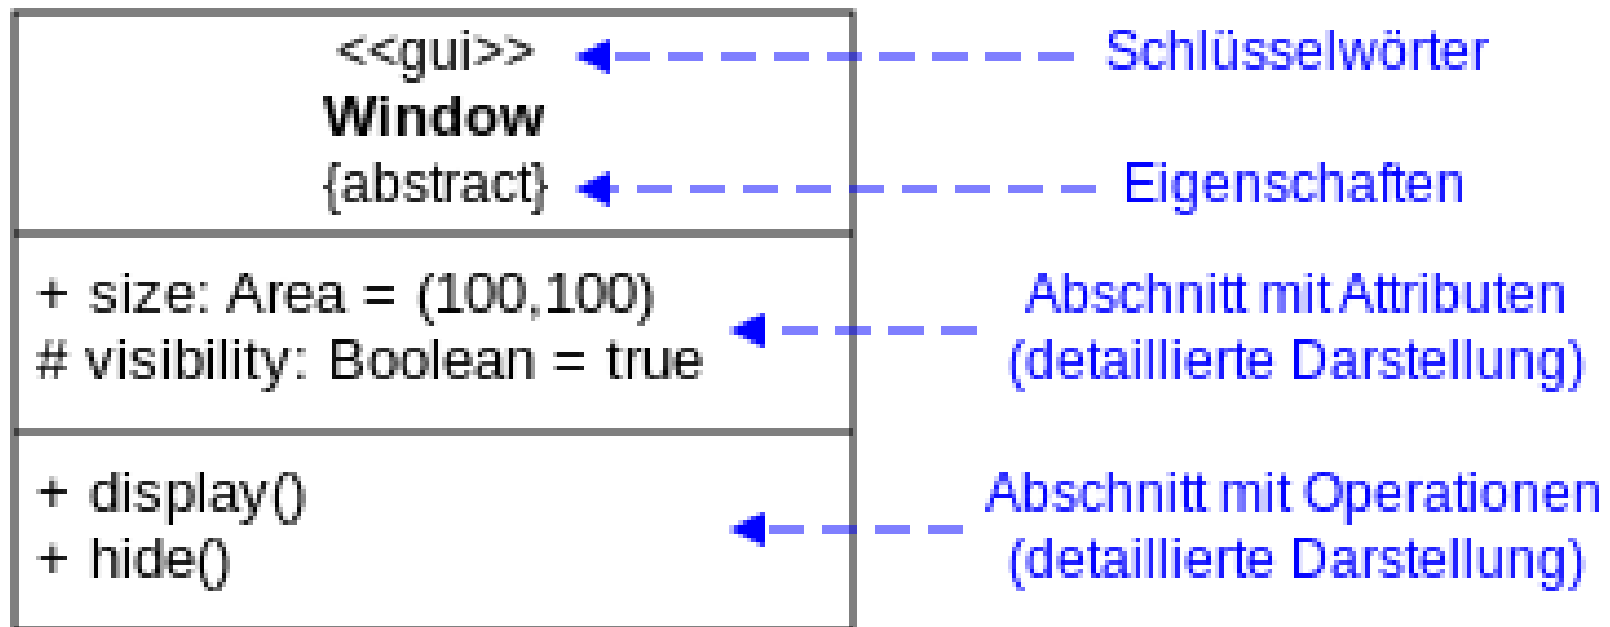 <<gui>>
Schlüsselwörter
Window
{abstract}
Eigenschaften
+ size: Area = (100,100)
# visibility: Boolean = true
Abschnitt mit Attributen
(detaillierte Darstellung)
+ display()
+ hide()
Abschnitt mit Operationen
(detaillierte Darstellung)